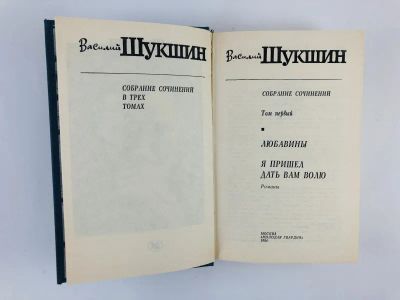 Василий ШУКШИН
СОБРАНИЕ СОЧИНЕНИЙ
В ТРЕХ
ТОМАХ
Василий ШУКШИН
СОБРАНИЕ СОЧИНЕНИЙ
Том первый
ЛЮБАВИНЫ
Я ПРИШЕЛ
ДАТЬ ВАМ ВОЛЮ
Романы
МОСКВА
«МОЛОДАЯ ГВАРДИЯ»